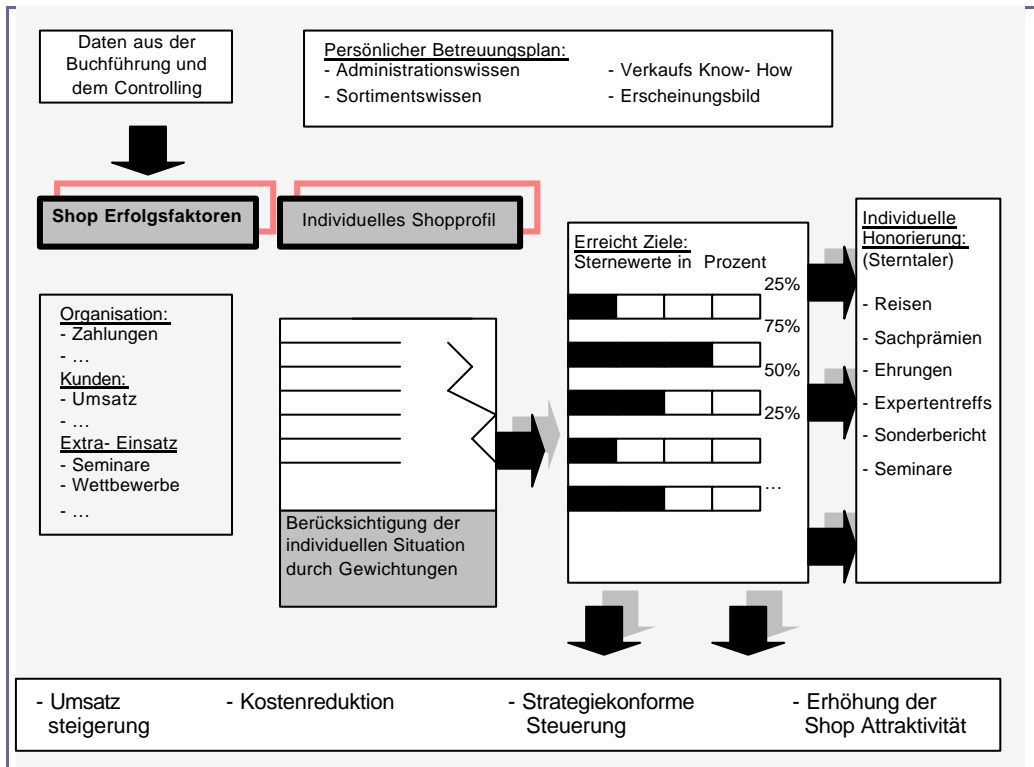 Daten aus der
Buchführung und
dem Controlling
Persönlicher Betreuungsplan:
- Administrationswissen
- Verkaufs Know- How
- Sortimentswissen
- Erscheinungsbild
Shop Erfolgsfaktoren
Individuelles Shopprofil
Organisation:
- Zahlungen
- …
Kunden:
- Umsatz
- …
Extra- Einsatz
- Seminare
- Wettbewerbe
- …
Berücksichtigung der
individuellen Situation
durch Gewichtungen
Erreicht Ziele:
Sternewerte in Prozent
25%
75%
50%
25%
…
Individuelle
Honorierung:
(Sterntaler)
- Reisen
- Sachprämien
- Ehrungen
- Expertentreffs
- Sonderbericht
- Seminare
- Umsatz
steigerung
- Kostenreduktion
- Strategiekonforme
Steuerung
- Erhöhung der
Shop Attraktivität